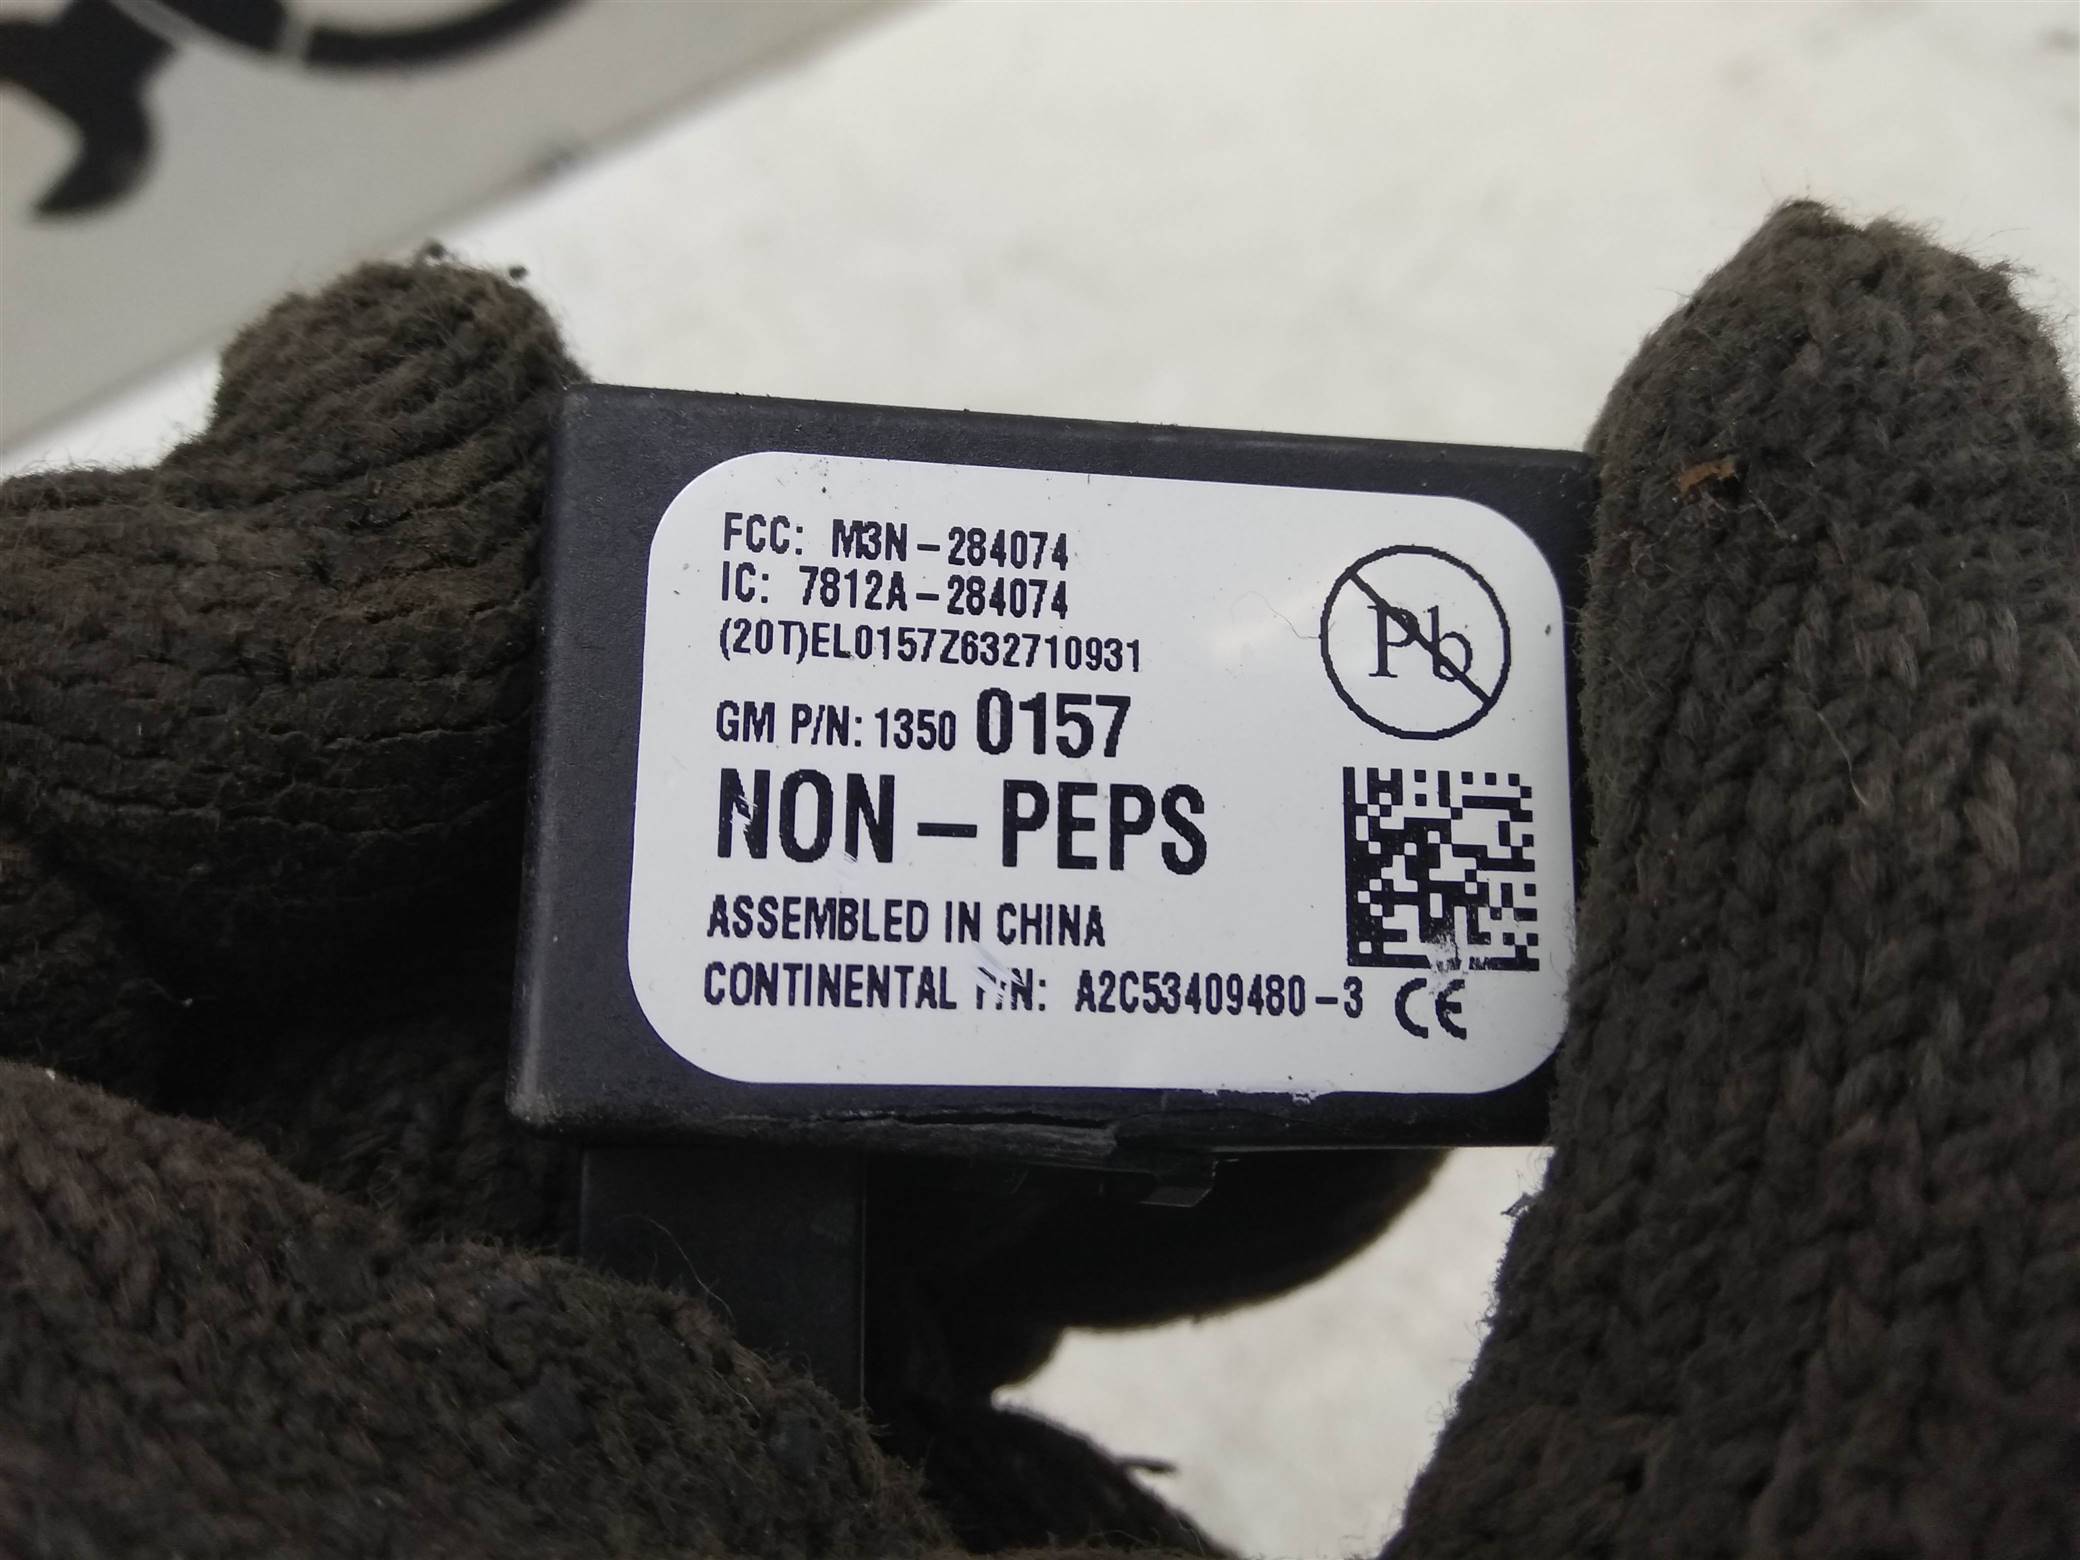 FCC: M3N-284074
IC: 7812A-284074
(20T)EL0157Z632710931
GM P/N: 1350 0157
NON-PEPS
ASSEMBLED IN CHINA
CONTINENTAL P/N: A2C53409480-3
Pb
CE